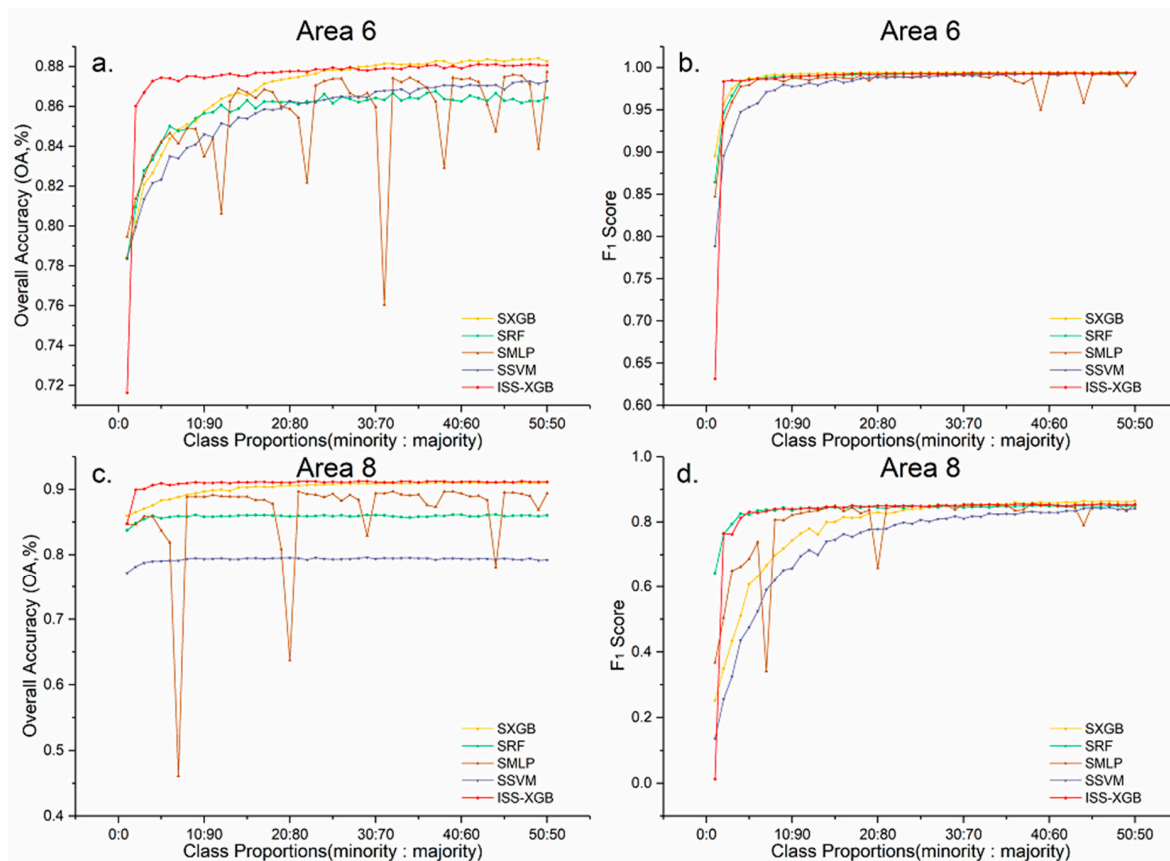 Area 6
a.
Overall Accuracy (OA,%)
0.88
0.86
0.84
0.82
0.80
0.78
0.76
0.74
0.72
SXGB
SRF
SMLP
SSVM
ISS-XGB
0:0
10:90
20:80
30:70
40:60
50:50
Class Proportions(minority : majority)
Area 6
b.
F1 Score
1.00
0.95
0.90
0.85
0.80
0.75
0.70
0.65
0.60
SXGB
SRF
SMLP
SSVM
ISS-XGB
0:0
10:90
20:80
30:70
40:60
50:50
Class Proportions(minority : majority)
Area 8
c.
Overall Accuracy (OA,%)
0.9
0.8
0.7
0.6
0.5
0.4
SXGB
SRF
SMLP
SSVM
ISS-XGB
0:0
10:90
20:80
30:70
40:60
50:50
Class Proportions(minority : majority)
Area 8
d.
F1 Score
1.0
0.8
0.6
0.4
0.2
0.0
SXGB
SRF
SMLP
SSVM
ISS-XGB
0:0
10:90
20:80
30:70
40:60
50:50
Class Proportions(minority : majority)